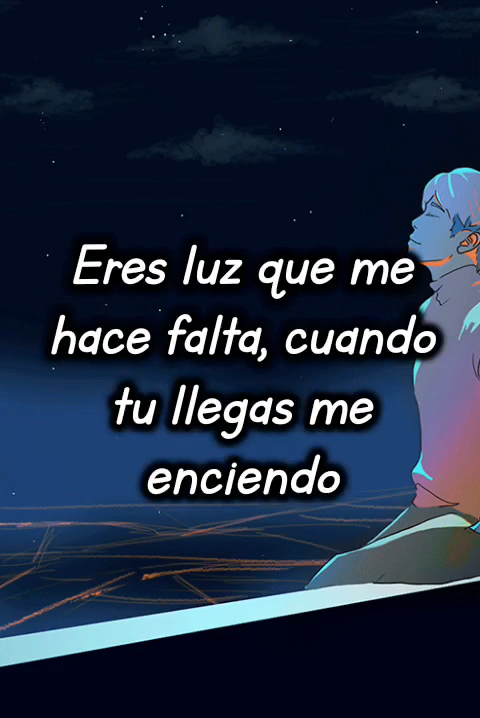 Eres luz que me
hace falta, cuando
tu llegas me
enciendo